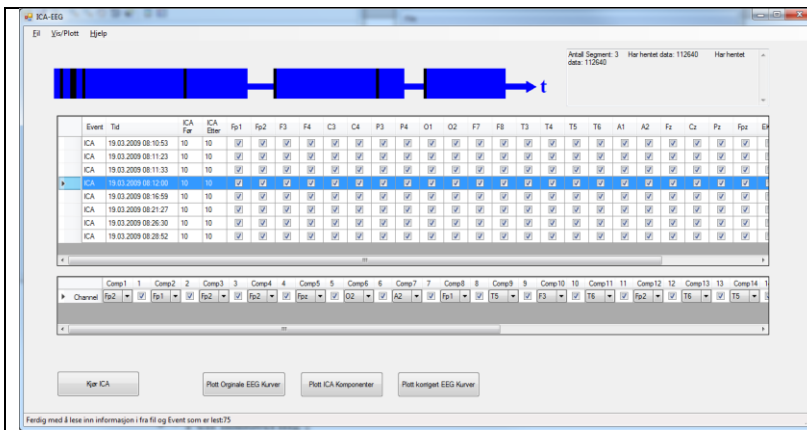 ICA-EEG
Fil Vis/Plott Hjelp
Antall Segment: 3 Har hentet data: 112640 Har hentet
data: 112640
t
Event Tid ICA Før ICA Etter Fp1 Fp2 F3 F4 C3 C4 P3 P4 O1 O2 F7 F8 T3 T4 T5 T6 A1 A2 Fz Cz Pz Fpz
ICA 19.03.2009 08:10:53 10 10
ICA 19.03.2009 08:11:23 10 10
ICA 19.03.2009 08:11:33 10 10
ICA 19.03.2009 08:12:00 10 10
ICA 19.03.2009 08:16:59 10 10
ICA 19.03.2009 08:21:27 10 10
ICA 19.03.2009 08:26:30 10 10
ICA 19.03.2009 08:28:52 10 10
Comp1 1 Comp2 2 Comp3 3 Comp4 4 Comp5 5 Comp6 6 Comp7 7 Comp8 8 Comp9 9 Comp10 10 Comp11 11 Comp12 12 Comp13 13 Comp14
Channel Fp2 Fp1 Fp2 Fp2 Fpz O2 A2 Fp1 T5 F3 T6 Fp2 T6 T5
Kjør ICA Plott Orginale EEG Kurver Plott ICA Komponenter Plott korrigert EEG Kurver
Ferdig med å lese inn informasjon i fra fil og Event som er lest:75